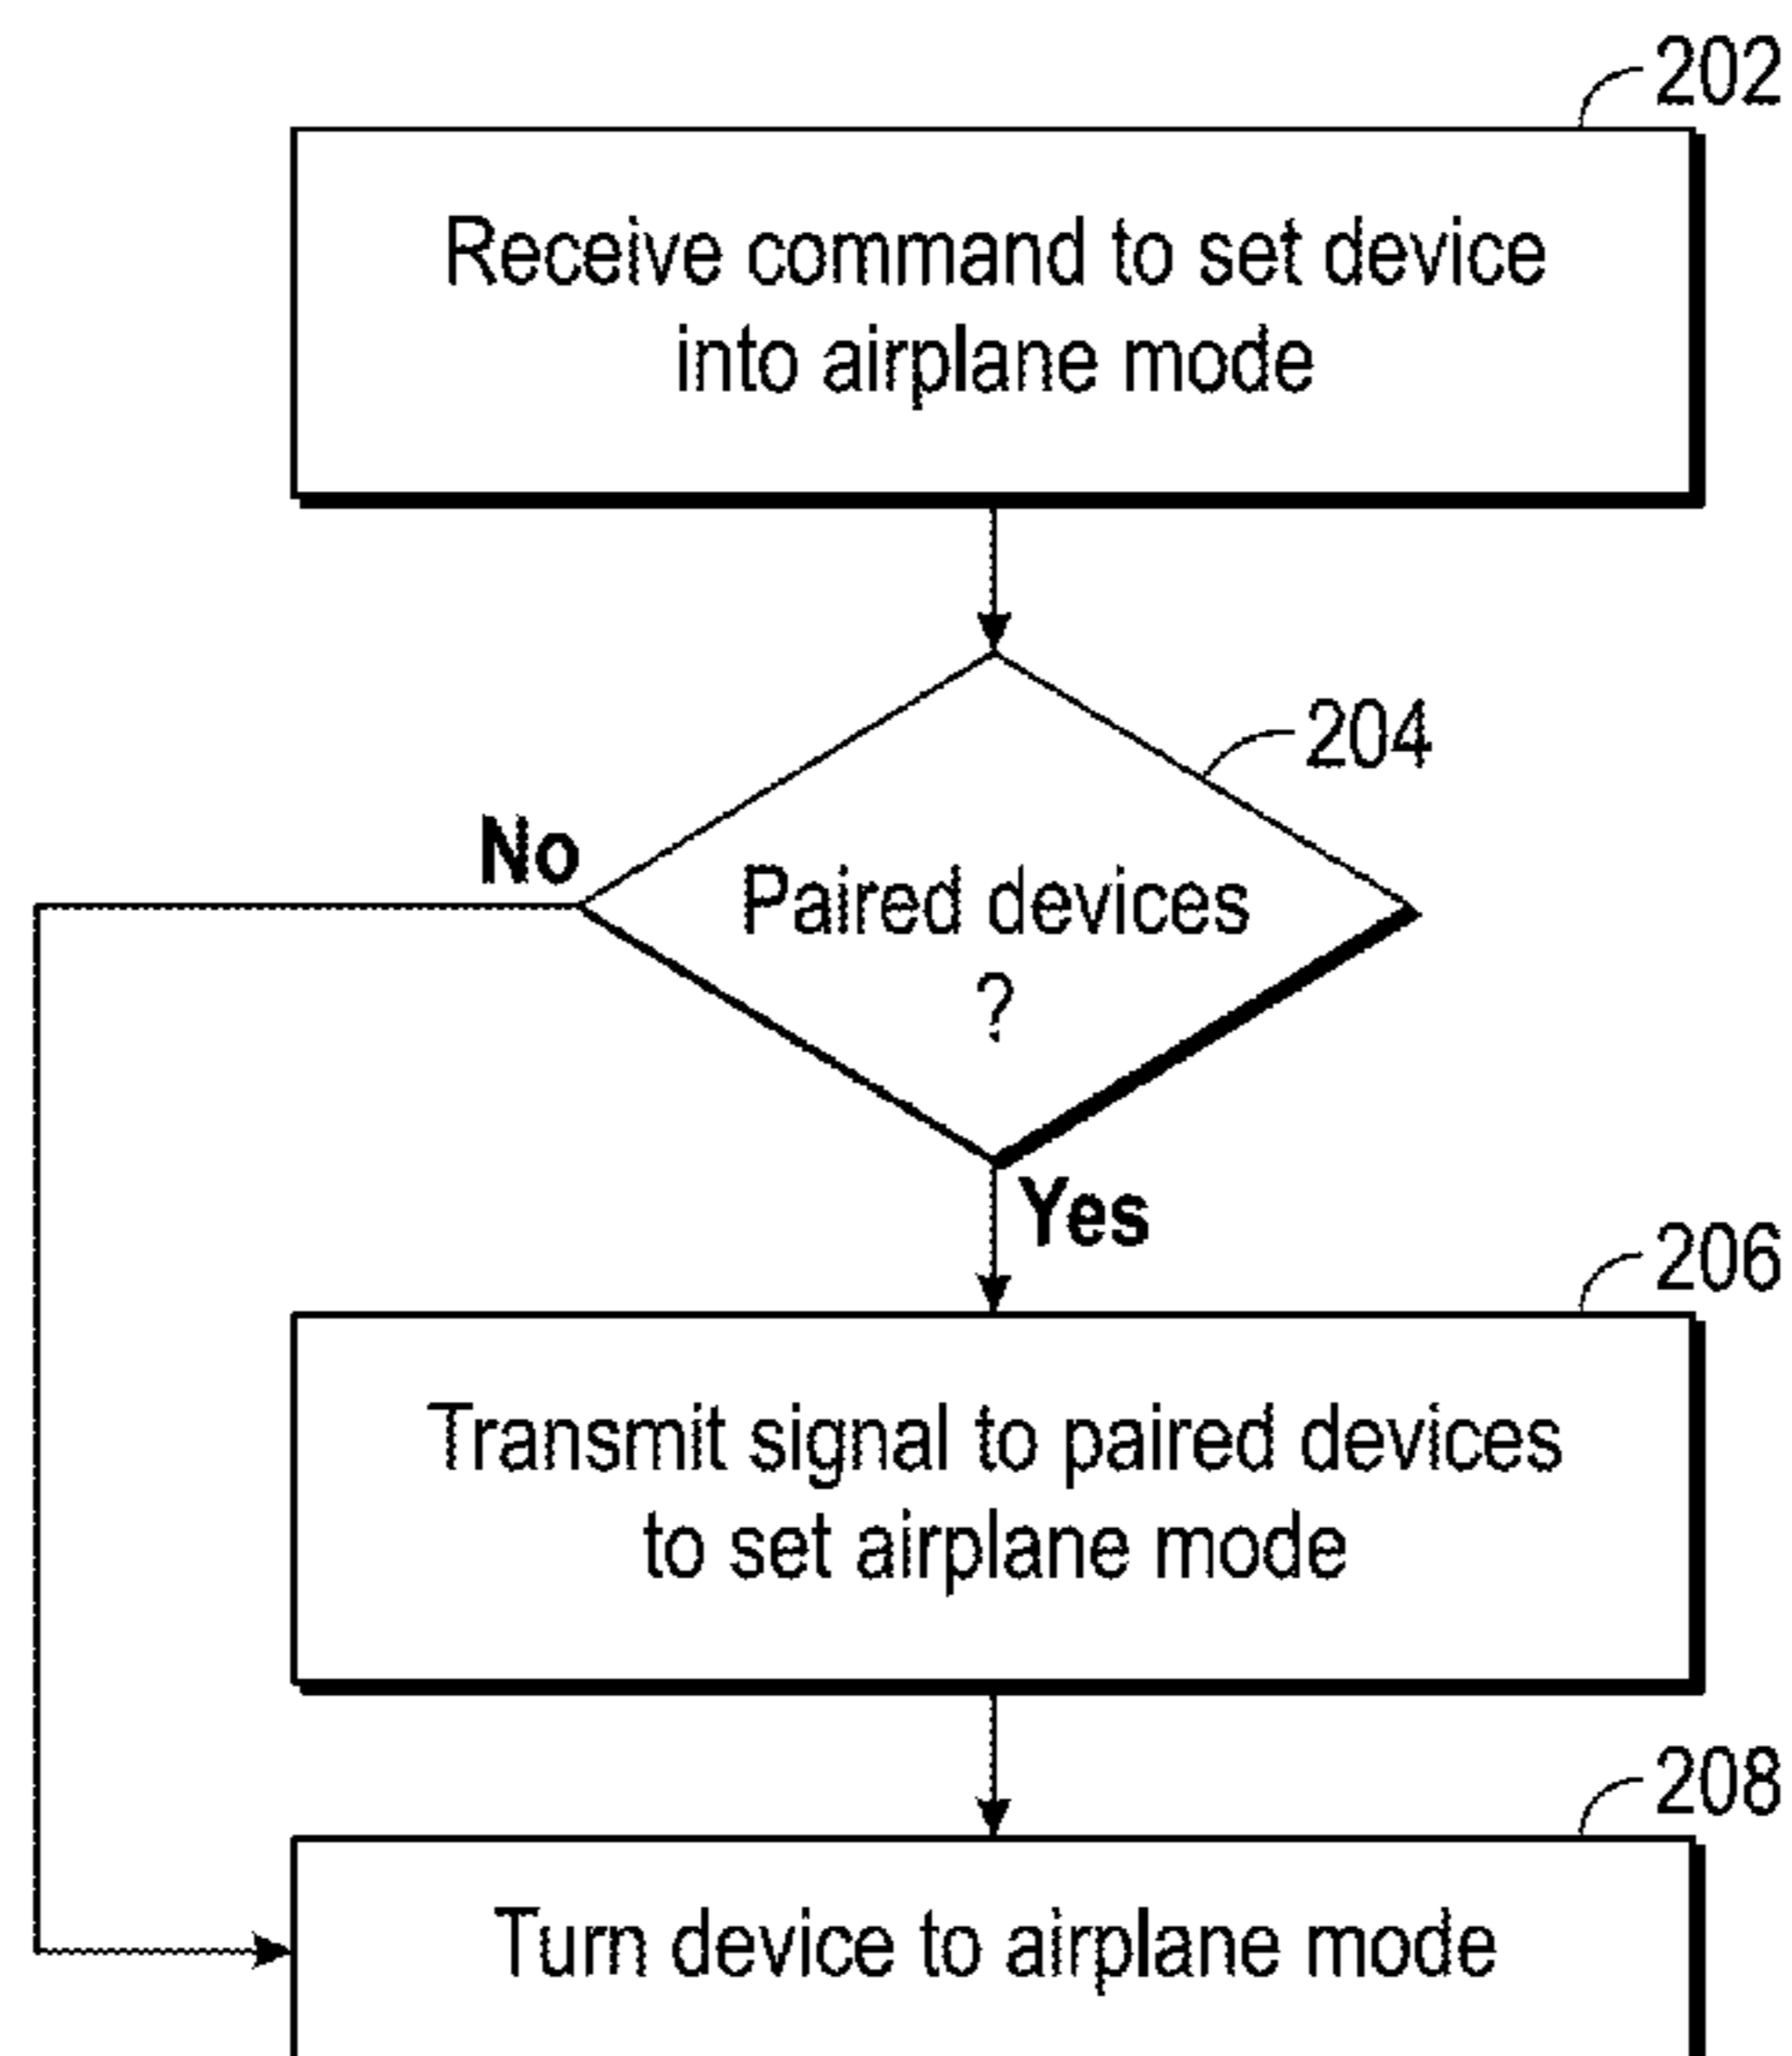 202
Receive command to set device
into airplane mode
204
No
Paired devices
?
Yes
206
Transmit signal to paired devices
to set airplane mode
208
Turn device to airplane mode